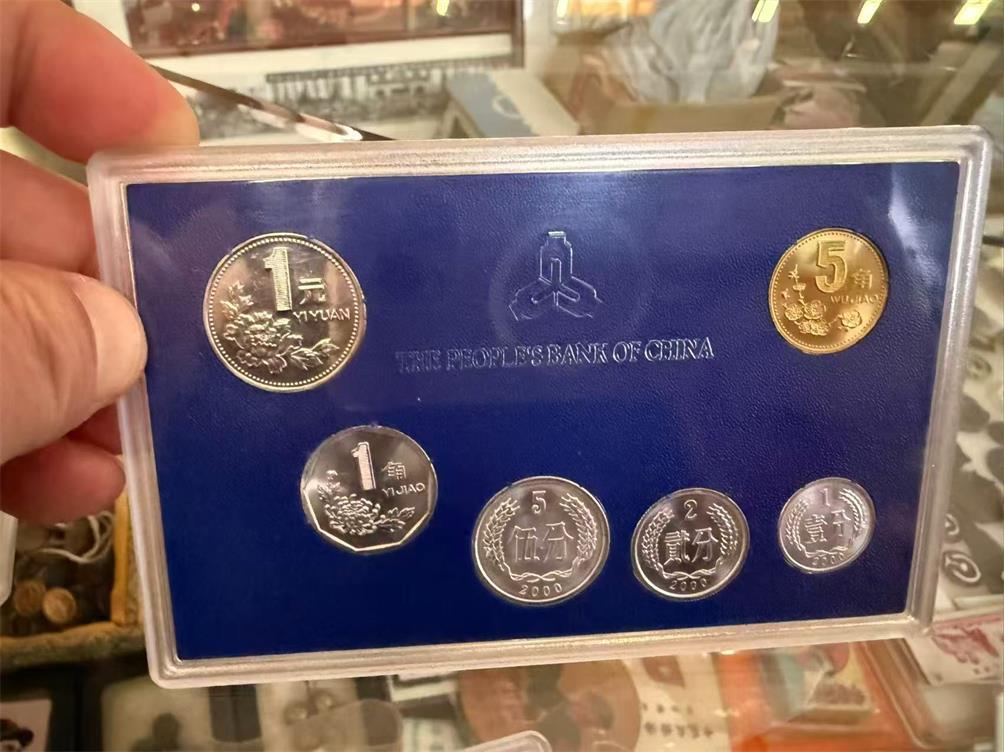 1元
YI YUAN
5角
WU JIAO
THE PEOPLE'S BANK OF CHINA
1角
YI JIAO
5
伍分
2000
2
贰分
2000
1
壹分